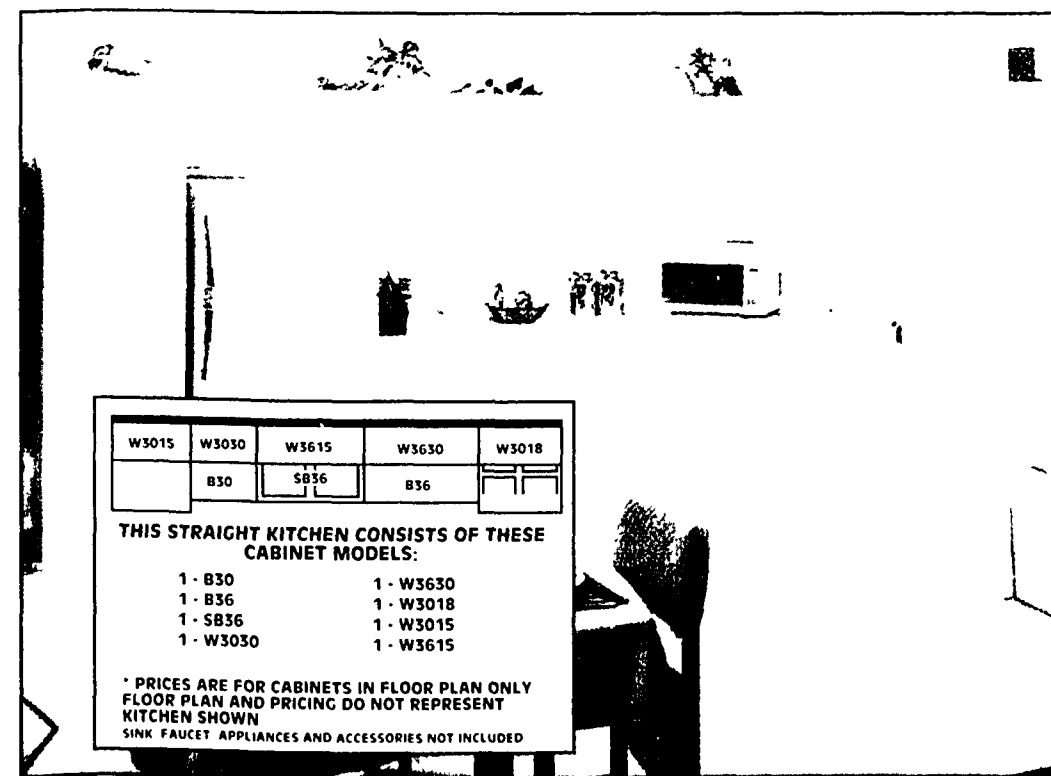 W3015 W3030 W3615 W3630 W3018
B30 SB36 B36
THIS STRAIGHT KITCHEN CONSISTS OF THESE
CABINET MODELS:
1 - B30 1 - W3630
1 - B36 1 - W3018
1 - SB36 1 - W3015
1 - W3030 1 - W3615
* PRICES ARE FOR CABINETS IN FLOOR PLAN ONLY
FLOOR PLAN AND PRICING DO NOT REPRESENT
KITCHEN SHOWN
SINK FAUCET APPLIANCES AND ACCESSORIES NOT INCLUDED